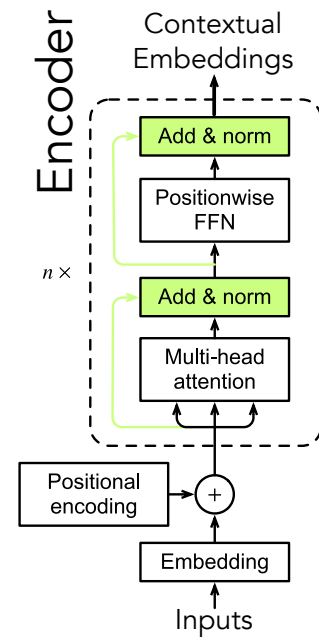 Contextual
Embeddings
Encoder
Add & norm
Positionwise
FFN
n ×
Add & norm
Multi-head
attention
Positional
encoding
+
Embedding
Inputs